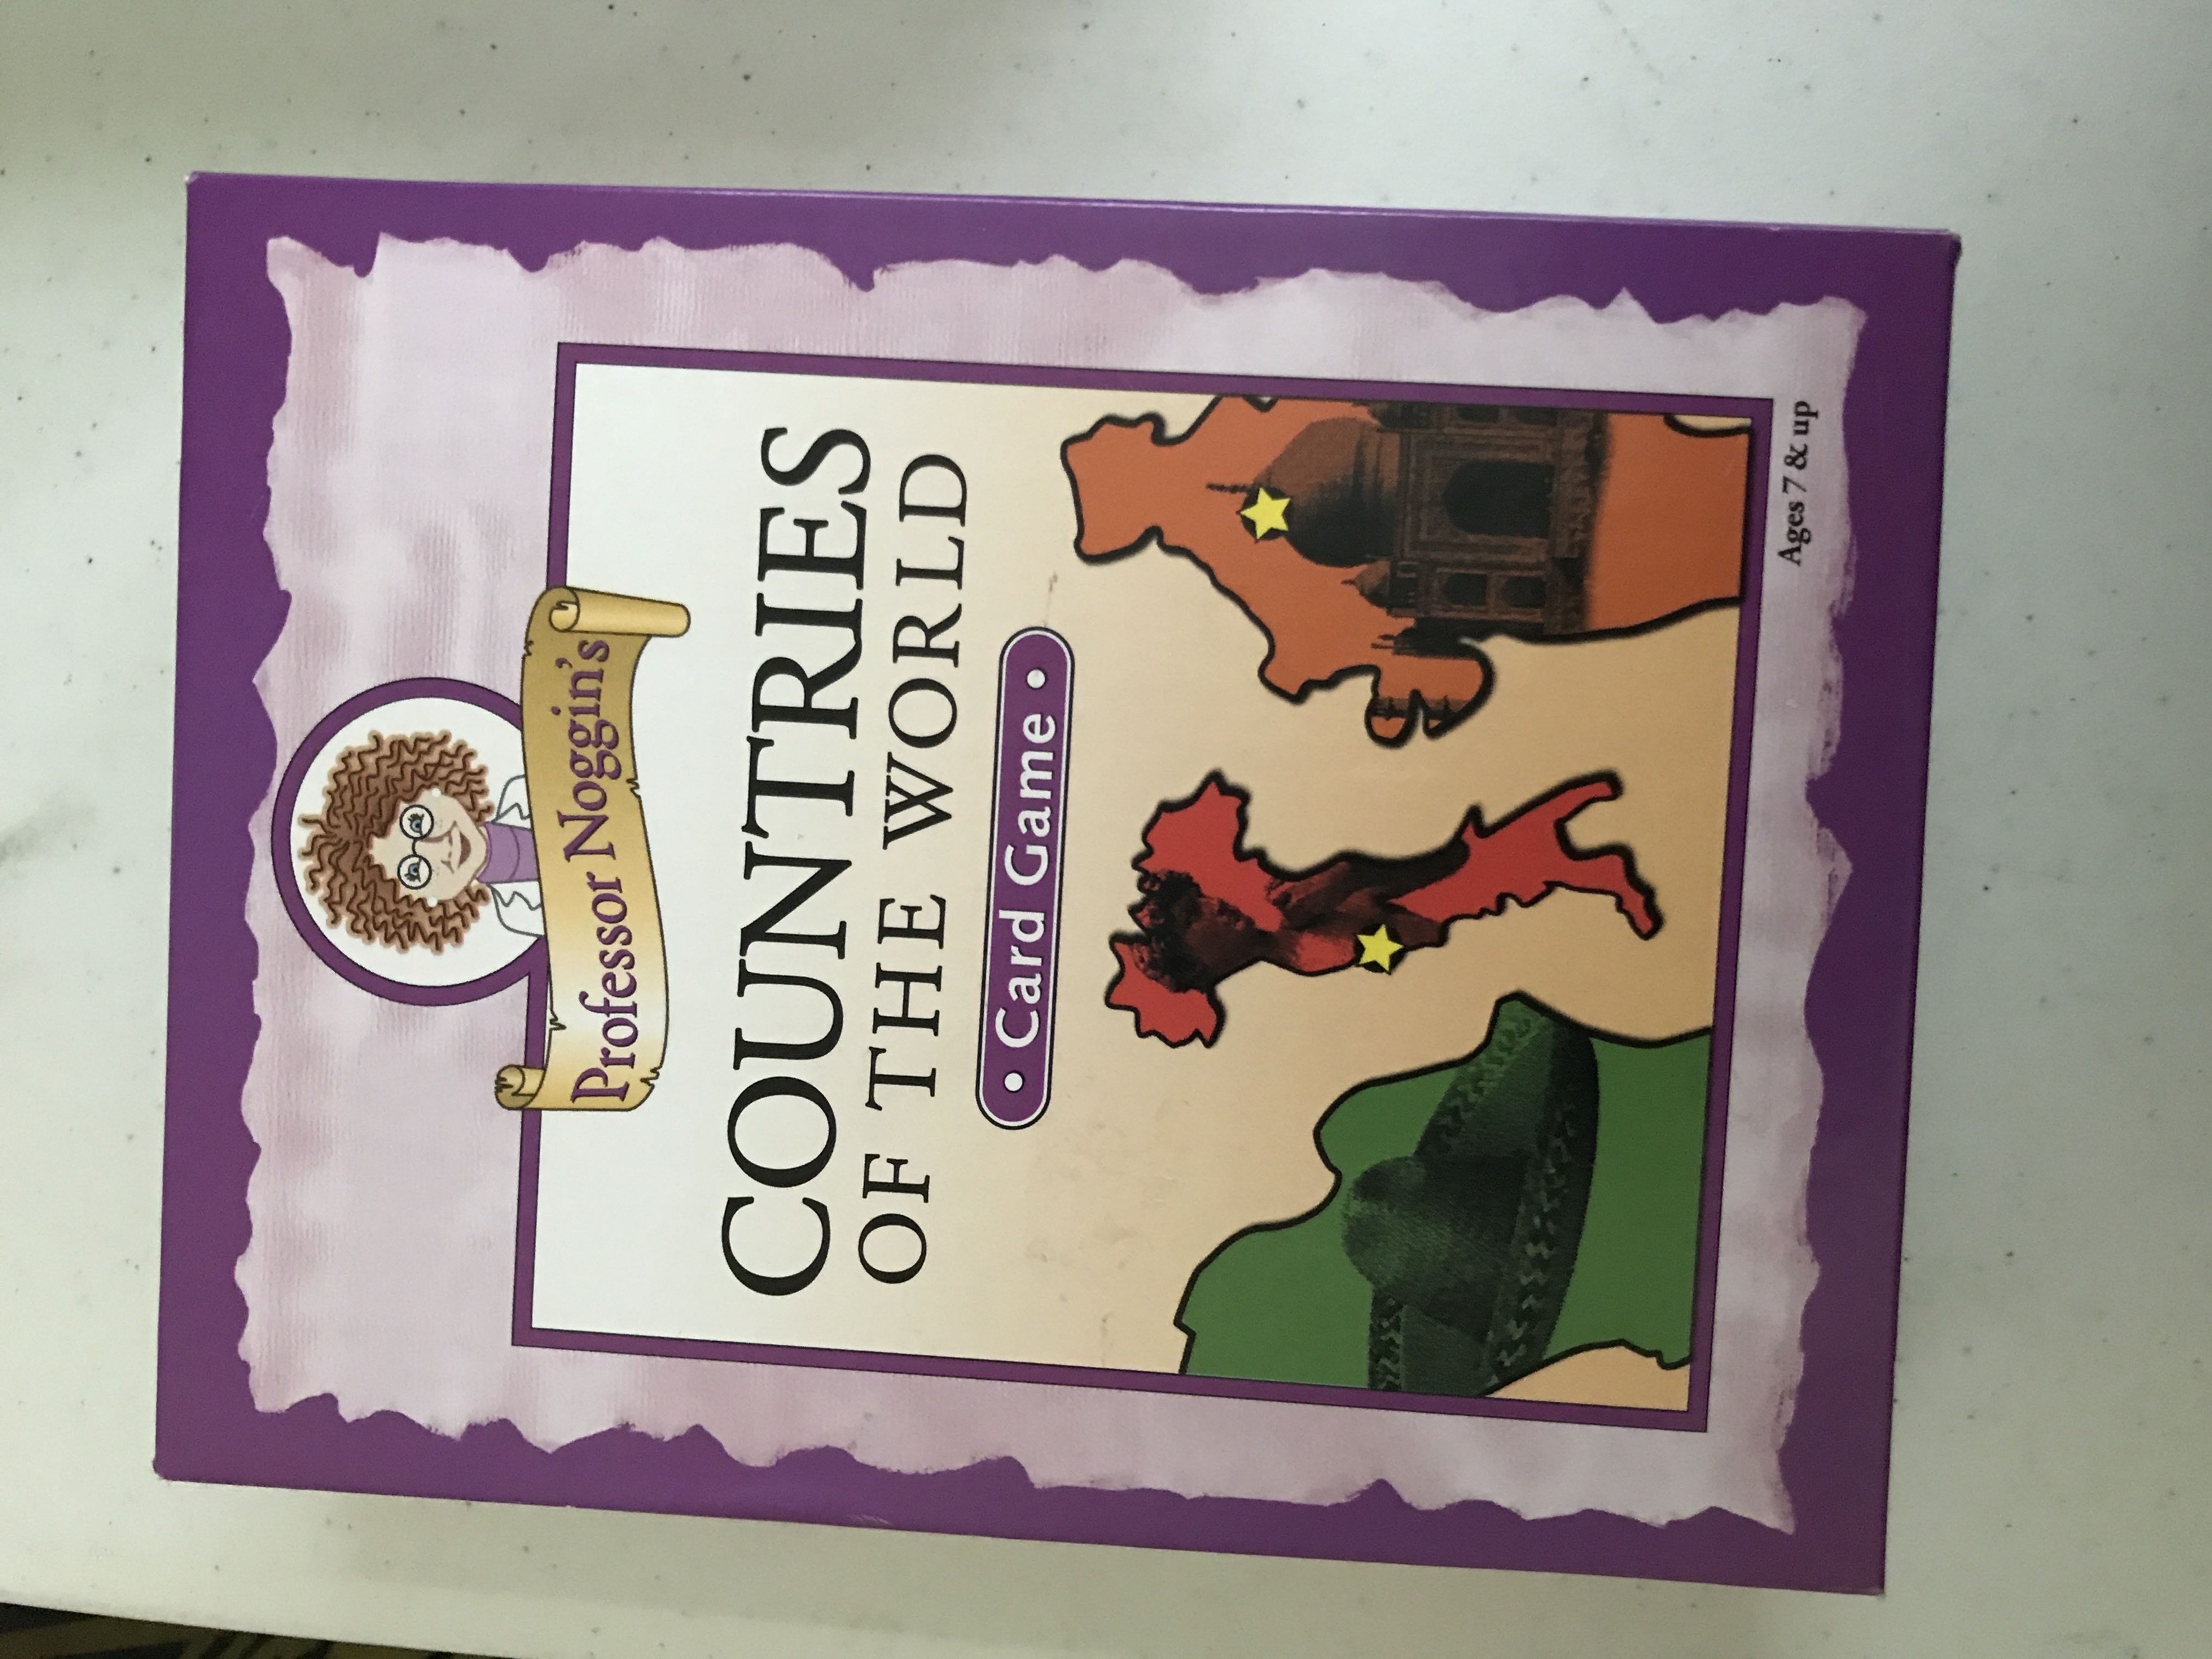 Professor Noggin's
COUNTRIES
OF THE WORLD
• Card Game •
Ages 7 & up